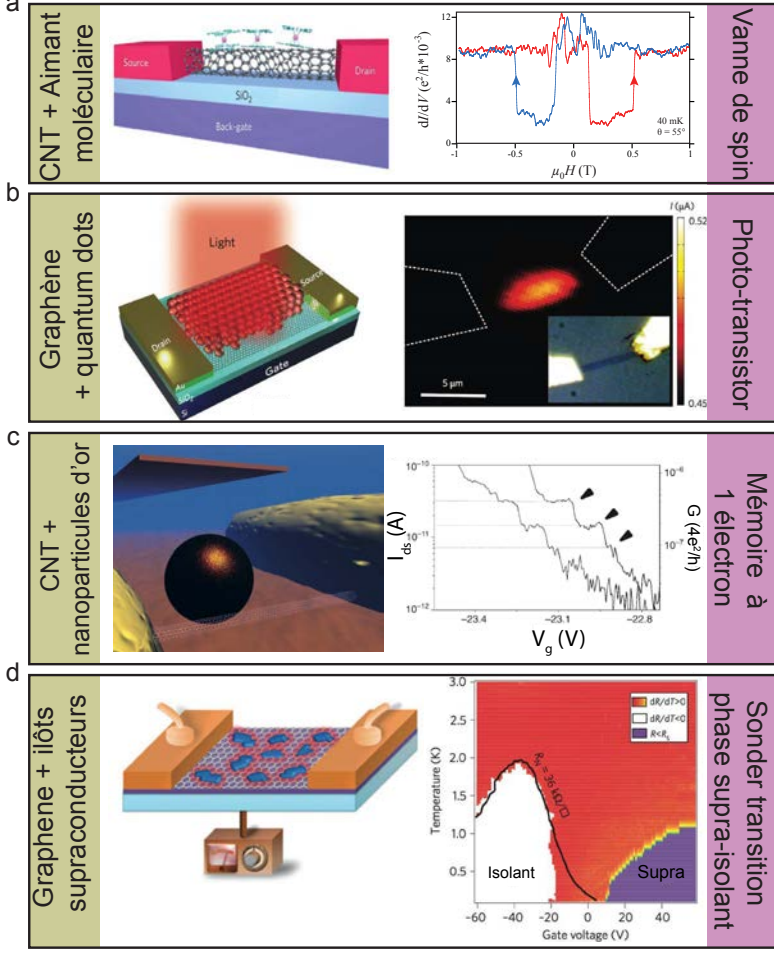 a
CNT + Aimant
moléculaire
Source
Drain
SiO2
Back-gate
dI/dV (e²/h*10⁻³)
12
9
6
3
0
-1
-0.5
0
0.5
1
μ0H (T)
40 mK
θ = 55°
Vanne de spin
b
Graphène
+ quantum dots
Light
Source
Drain
Au
SiO2
Si
Gate
5 μm
I (μA)
0.52
0.45
Photo-transistor
c
CNT +
nanoparticules d'or
Ids (A)
10⁻¹⁰
10⁻¹¹
10⁻¹²
−23.4
−23.1
−22.8
Vg (V)
10⁻⁶
10⁻⁷
G (4e²/h)
Mémoire à
1 électron
d
Graphene + ilôts
supraconducteurs
Temperature (K)
3.0
2.5
2.0
1.5
1.0
0.5
dR/dT>0
dR/dT<0
RN = 36 kΩ/□
Isolant
Supra
-60
-40
-20
0
20
40
Gate voltage (V)
Sonder transition
phase supra-isolant